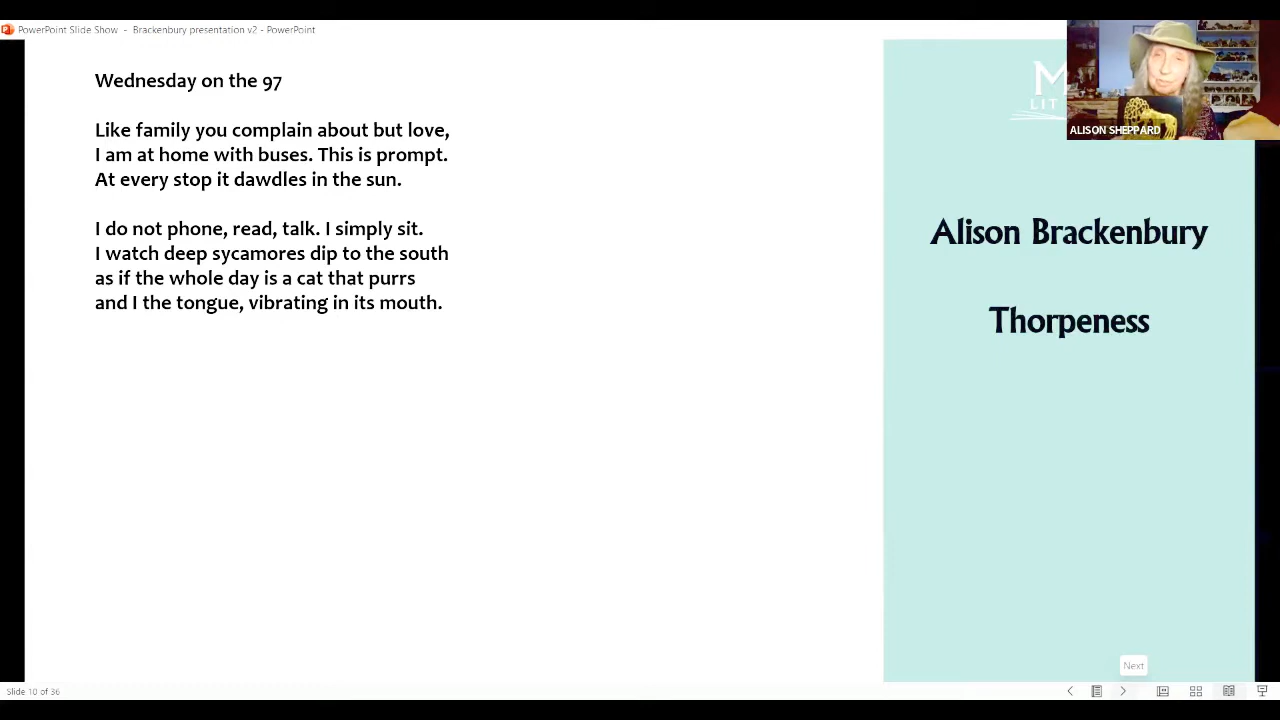 PowerPoint Slide Show - Brackenbury presentation v2 - PowerPoint
Wednesday on the 97
Like family you complain about but love,
I am at home with buses. This is prompt.
At every stop it dawdles in the sun.
I do not phone, read, talk. I simply sit.
I watch deep sycamores dip to the south
as if the whole day is a cat that purrs
and I the tongue, vibrating in its mouth.
ALISON SHEPPARD
Alison Brackenbury
Thorpeness
Next
Slide 10 of 36